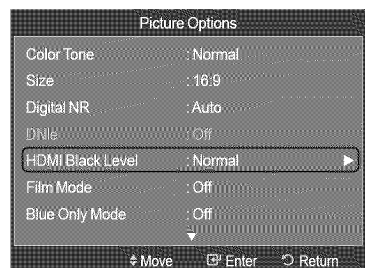 Picture Options
Color Tone : Normal
Size : 16:9
Digital NR : Auto
DNIe : Off
HDMI Black Level : Normal
Film Mode : Off
Blue Only Mode : Off
Move Enter Return